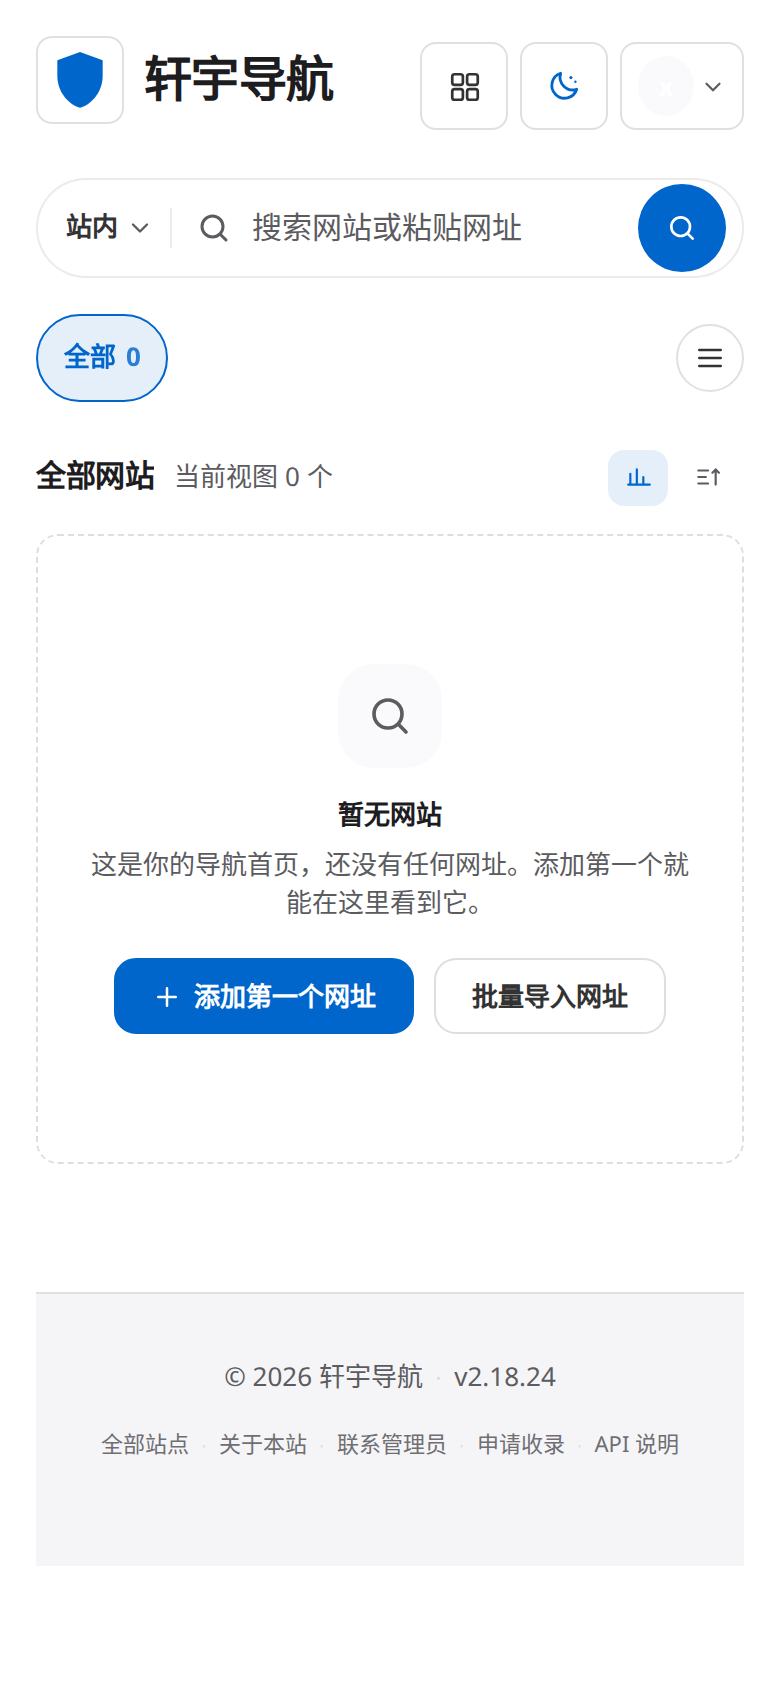 轩宇导航
x
站内
搜索网站或粘贴网址
全部 0
全部网站 当前视图 0 个
暂无网站
这是你的导航首页，还没有任何网址。添加第一个就
能在这里看到它。
添加第一个网址
批量导入网址
© 2026 轩宇导航 · v2.18.24
全部站点 · 关于本站 · 联系管理员 · 申请收录 · API 说明